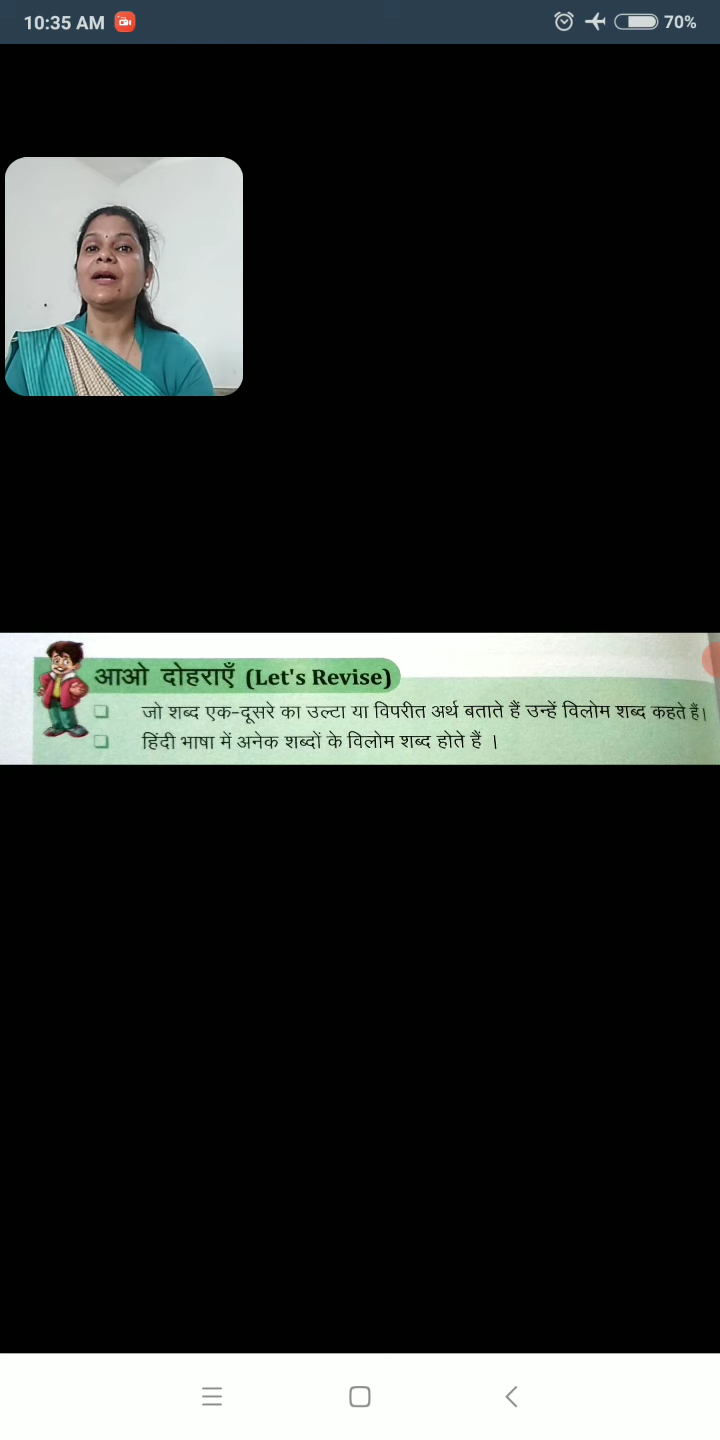 10:35 AM
70%
आओ दोहराएँ (Let's Revise)
जो शब्द एक-दूसरे का उल्टा या विपरीत अर्थ बताते हैं उन्हें विलोम शब्द कहते हैं।
हिंदी भाषा में अनेक शब्दों के विलोम शब्द होते हैं ।